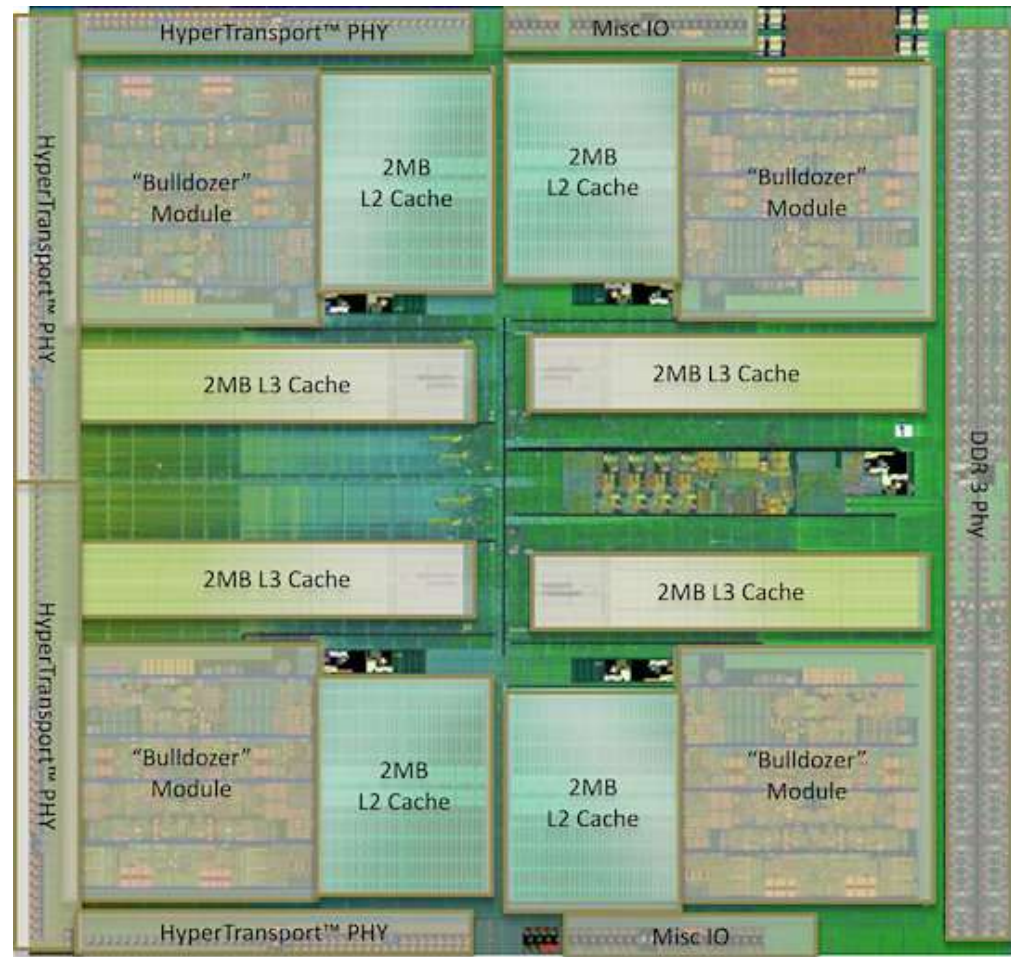 HyperTransport™ PHY
Misc IO
HyperTransport™ PHY
“Bulldozer”
Module
2MB
L2 Cache
2MB
L2 Cache
“Bulldozer”
Module
2MB L3 Cache
2MB L3 Cache
DDR 3 Phy
2MB L3 Cache
2MB L3 Cache
HyperTransport™ PHY
“Bulldozer”
Module
2MB
L2 Cache
2MB
L2 Cache
“Bulldozer”
Module
HyperTransport™ PHY
Misc IO